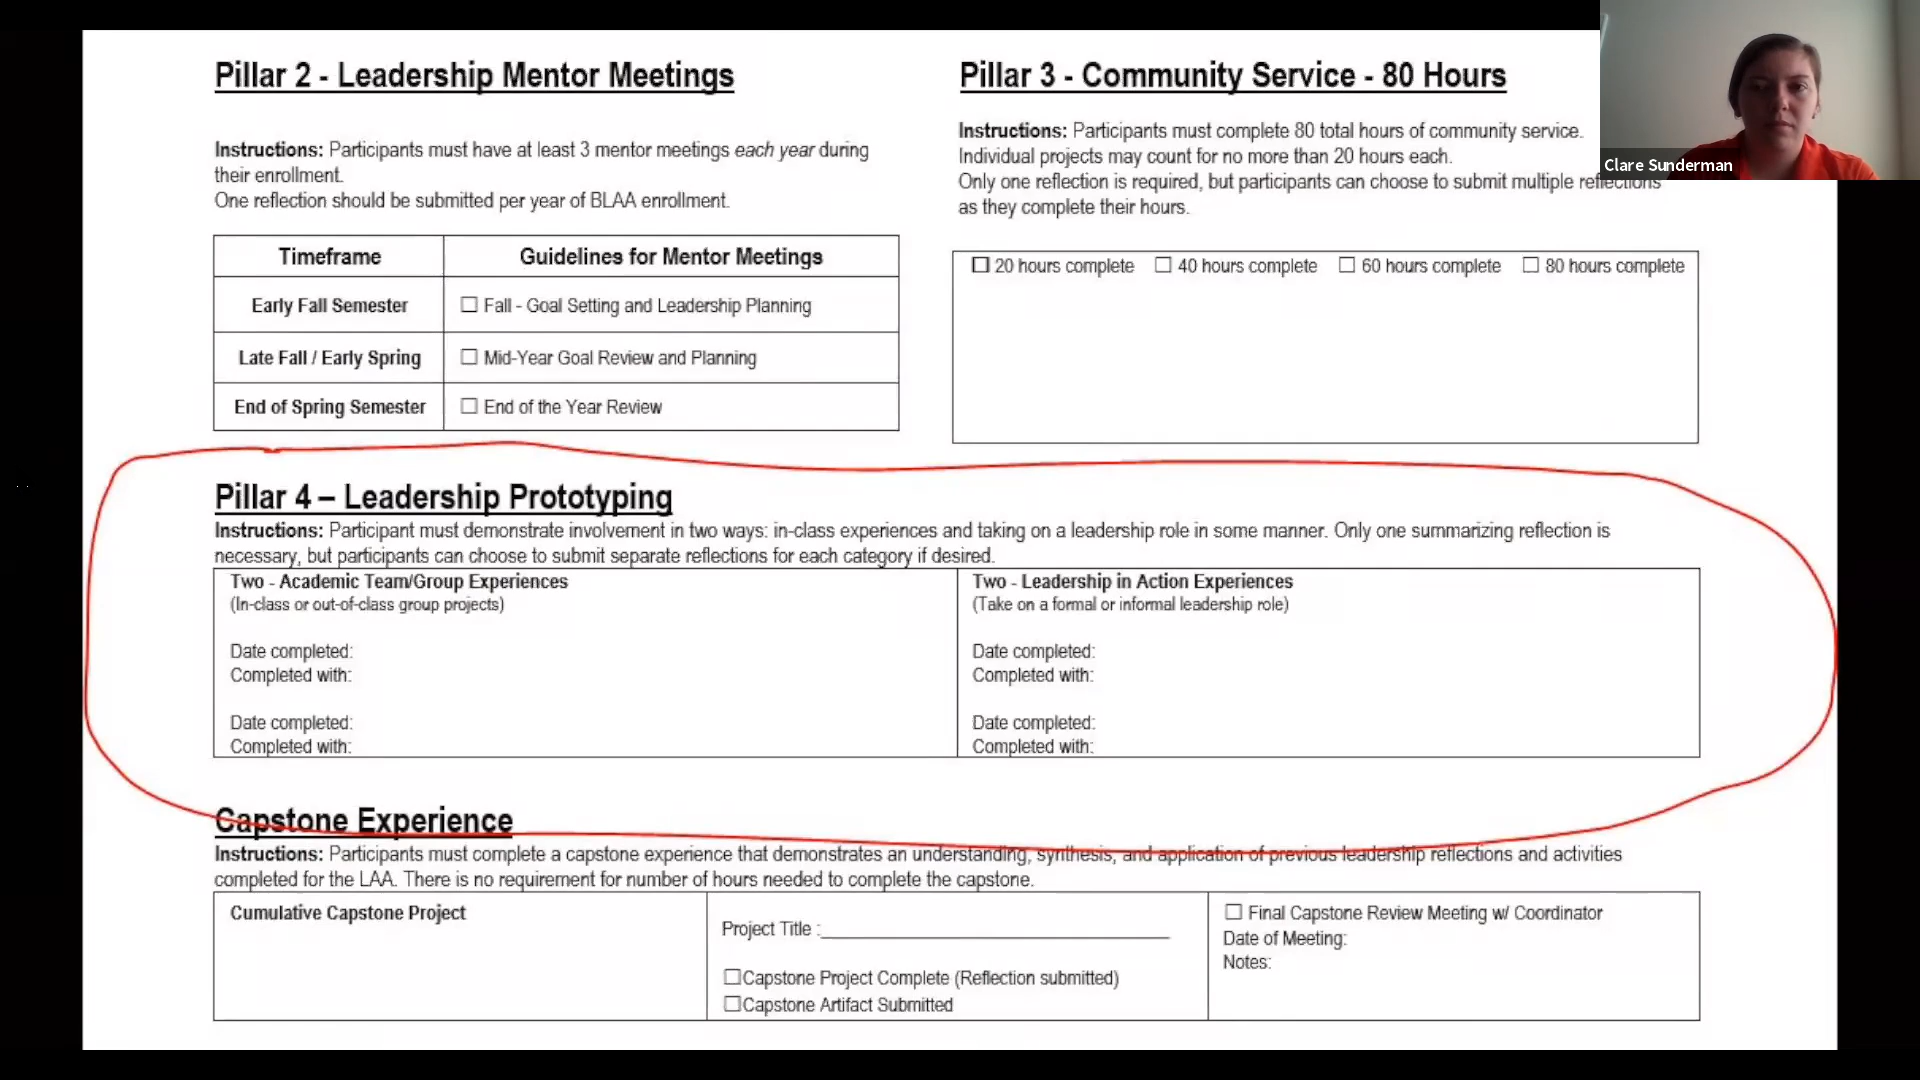 Pillar 2 - Leadership Mentor Meetings
Instructions: Participants must have at least 3 mentor meetings each year during
their enrollment.
One reflection should be submitted per year of BLAA enrollment.
Timeframe Guidelines for Mentor Meetings
Early Fall Semester ☐ Fall - Goal Setting and Leadership Planning
Late Fall / Early Spring ☐ Mid-Year Goal Review and Planning
End of Spring Semester ☐ End of the Year Review
Pillar 3 - Community Service - 80 Hours
Instructions: Participants must complete 80 total hours of community service.
Individual projects may count for no more than 20 hours each.
Only one reflection is required, but participants can choose to submit multiple reflections
as they complete their hours.
☐ 20 hours complete ☐ 40 hours complete ☐ 60 hours complete ☐ 80 hours complete
Clare Sunderman
Pillar 4 – Leadership Prototyping
Instructions: Participant must demonstrate involvement in two ways: in-class experiences and taking on a leadership role in some manner. Only one summarizing reflection is
necessary, but participants can choose to submit separate reflections for each category if desired.
Two - Academic Team/Group Experiences
(In-class or out-of-class group projects)
Date completed:
Completed with:
Date completed:
Completed with:
Two - Leadership in Action Experiences
(Take on a formal or informal leadership role)
Date completed:
Completed with:
Date completed:
Completed with:
Capstone Experience
Instructions: Participants must complete a capstone experience that demonstrates an understanding, synthesis, and application of previous leadership reflections and activities
completed for the LAA. There is no requirement for number of hours needed to complete the capstone.
Cumulative Capstone Project
Project Title :____________________
☐Capstone Project Complete (Reflection submitted)
☐Capstone Artifact Submitted
☐ Final Capstone Review Meeting w/ Coordinator
Date of Meeting:
Notes: